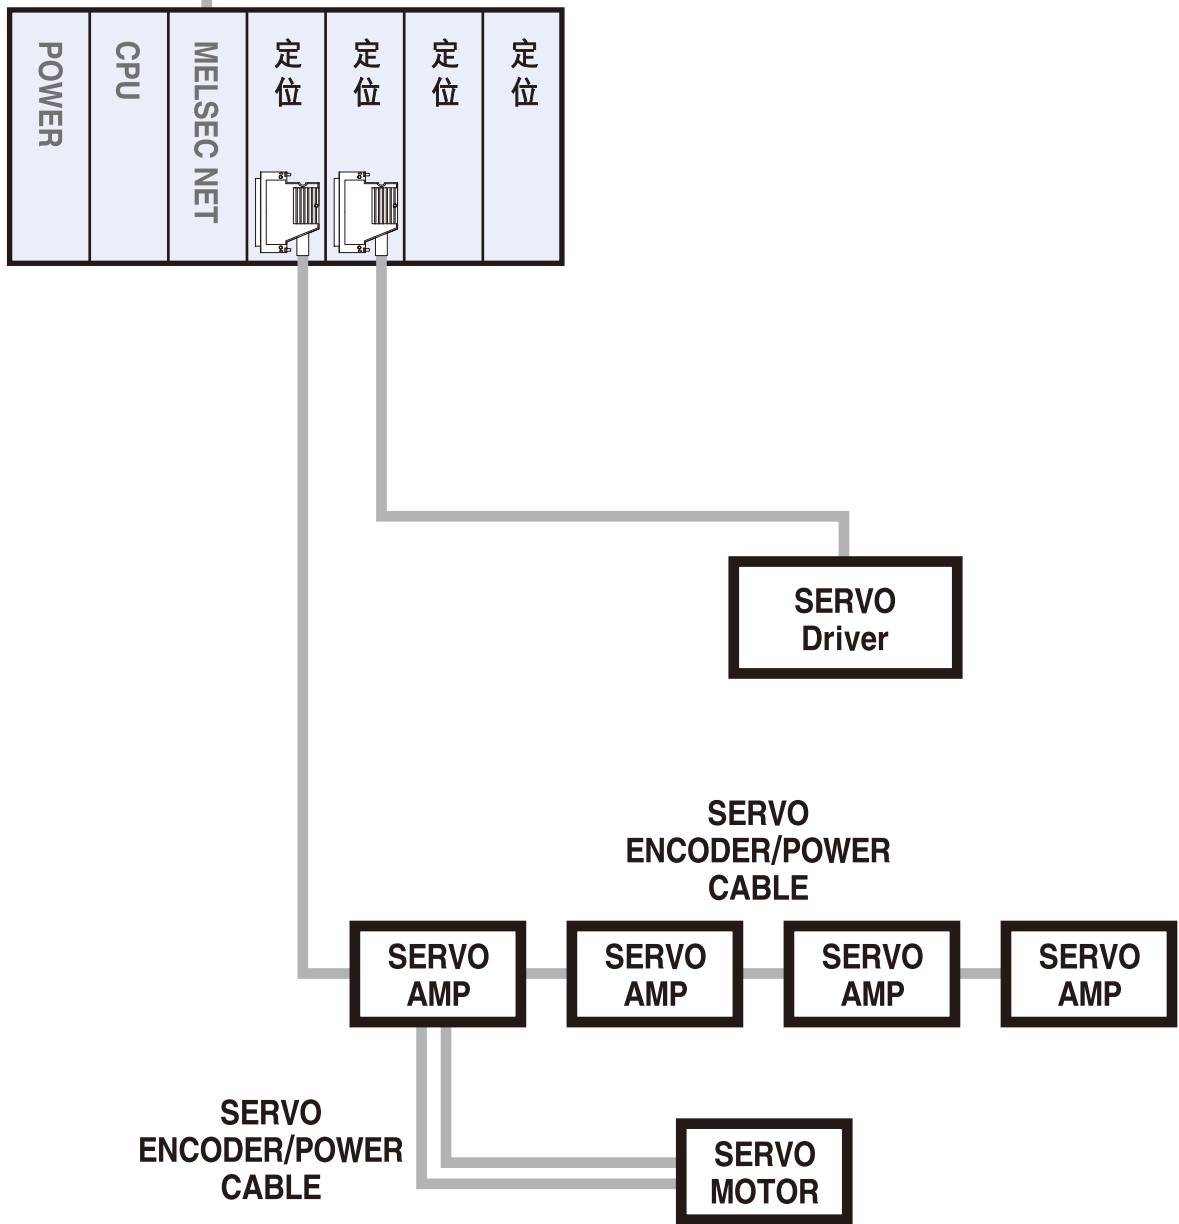 POWER
CPU
MELSEC NET
定位
定位
定位
定位
SERVO
Driver
SERVO
ENCODER/POWER
CABLE
SERVO
AMP
SERVO
AMP
SERVO
AMP
SERVO
AMP
SERVO
ENCODER/POWER
CABLE
SERVO
MOTOR